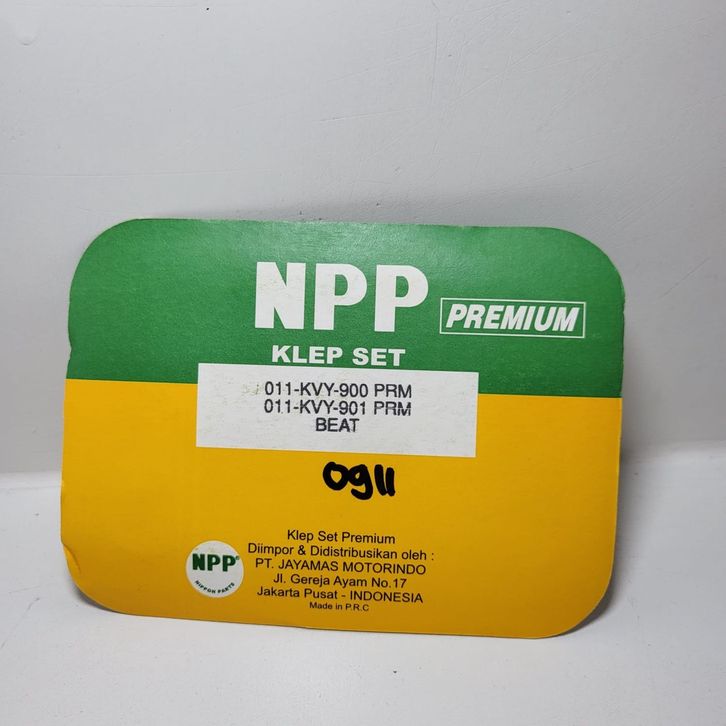 NPP
PREMIUM
KLEP SET
011-KVY-900 PRM
011-KVY-901 PRM
BEAT
0911
Klep Set Premium
Diimpor & Didistribusikan oleh :
PT. JAYAMAS MOTORINDO
Jl. Gereja Ayam No.17
Jakarta Pusat - INDONESIA
Made in P.R.C
NPP®
NIPPON PARTS